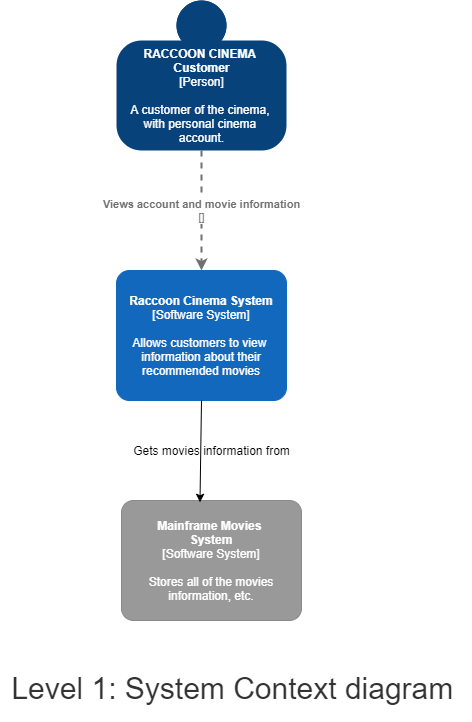 RACCOON CINEMA
Customer
[Person]
A customer of the cinema,
with personal cinema
account.
Views account and movie information
[]
Raccoon Cinema System
[Software System]
Allows customers to view
information about their
recommended movies
Gets movies information from
Mainframe Movies
System
[Software System]
Stores all of the movies
information, etc.
Level 1: System Context diagram